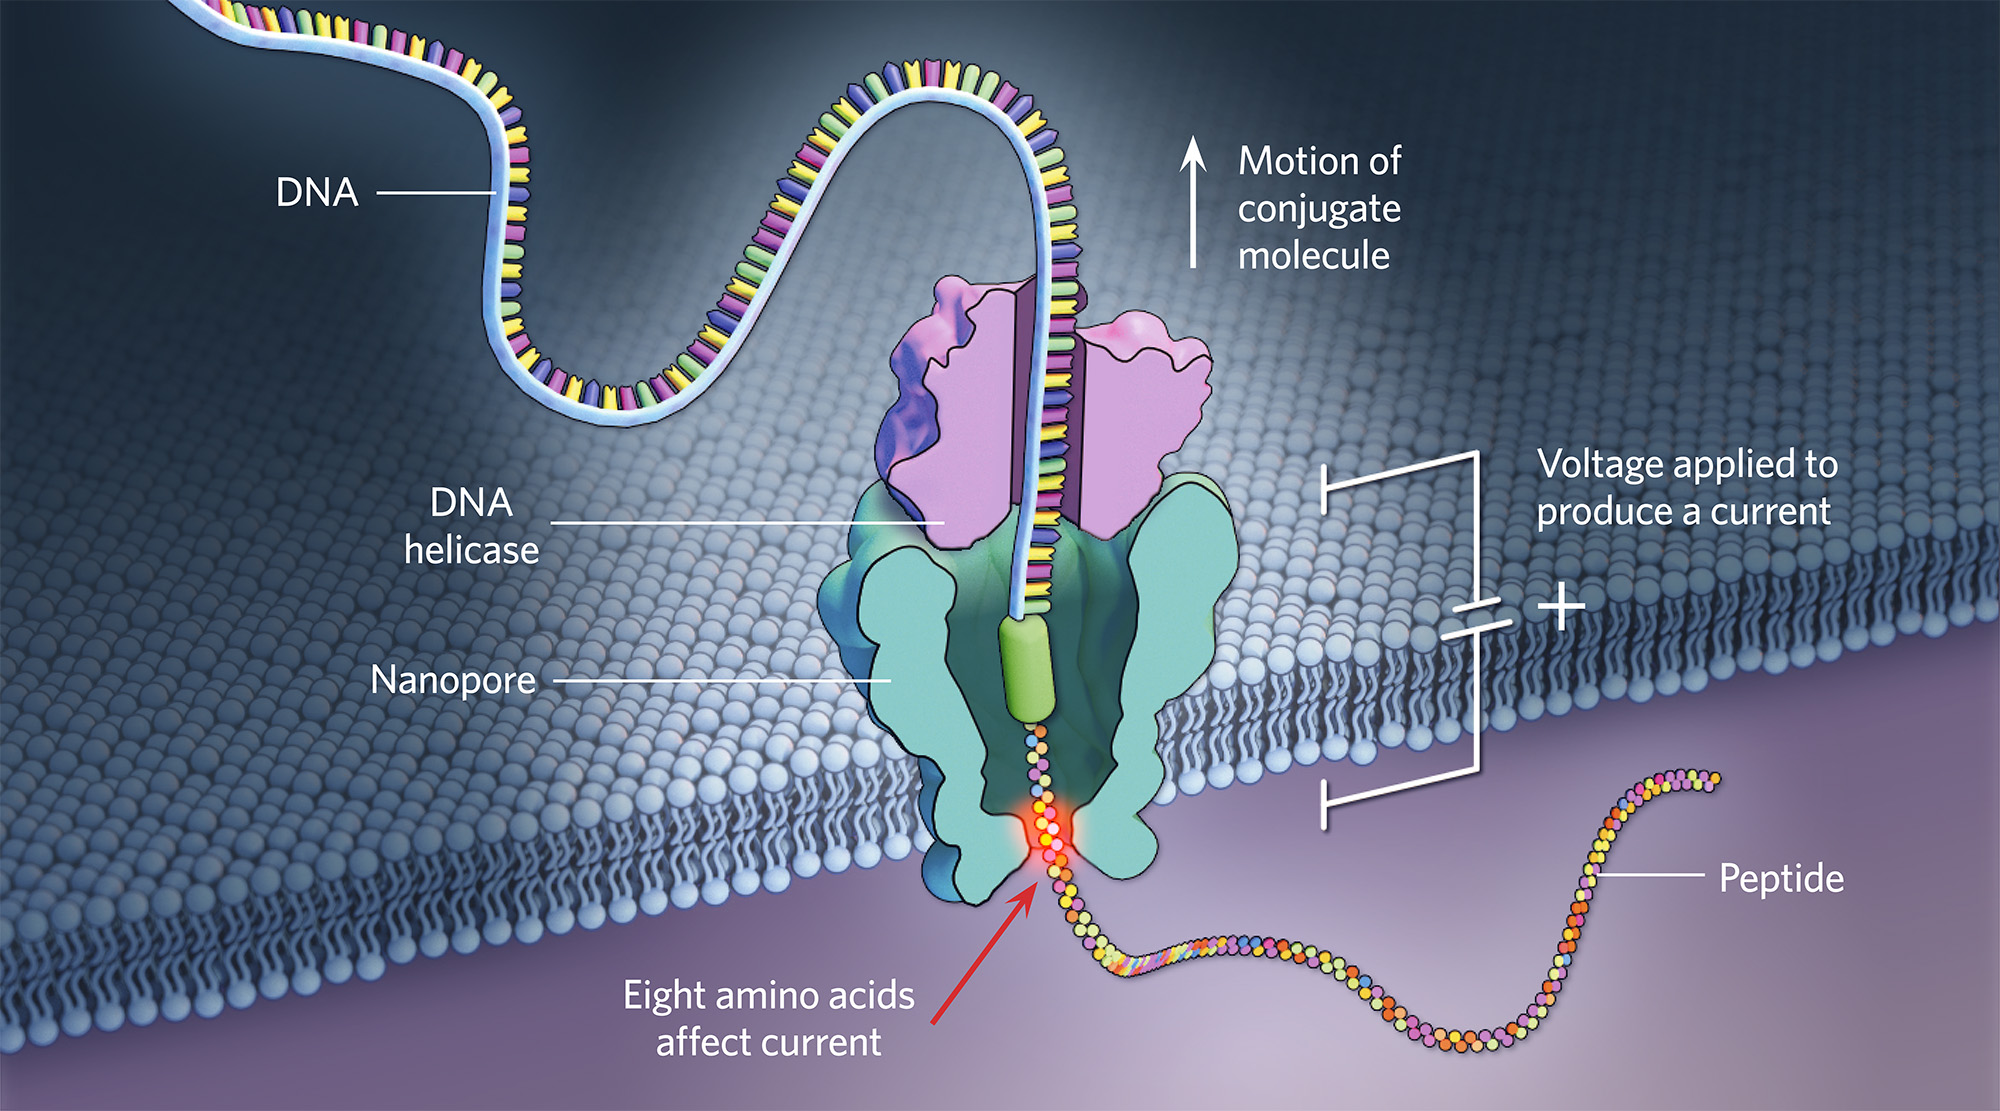 DNA
Motion of
conjugate
molecule
DNA
helicase
Voltage applied to
produce a current
+
Nanopore
Peptide
Eight amino acids
affect current